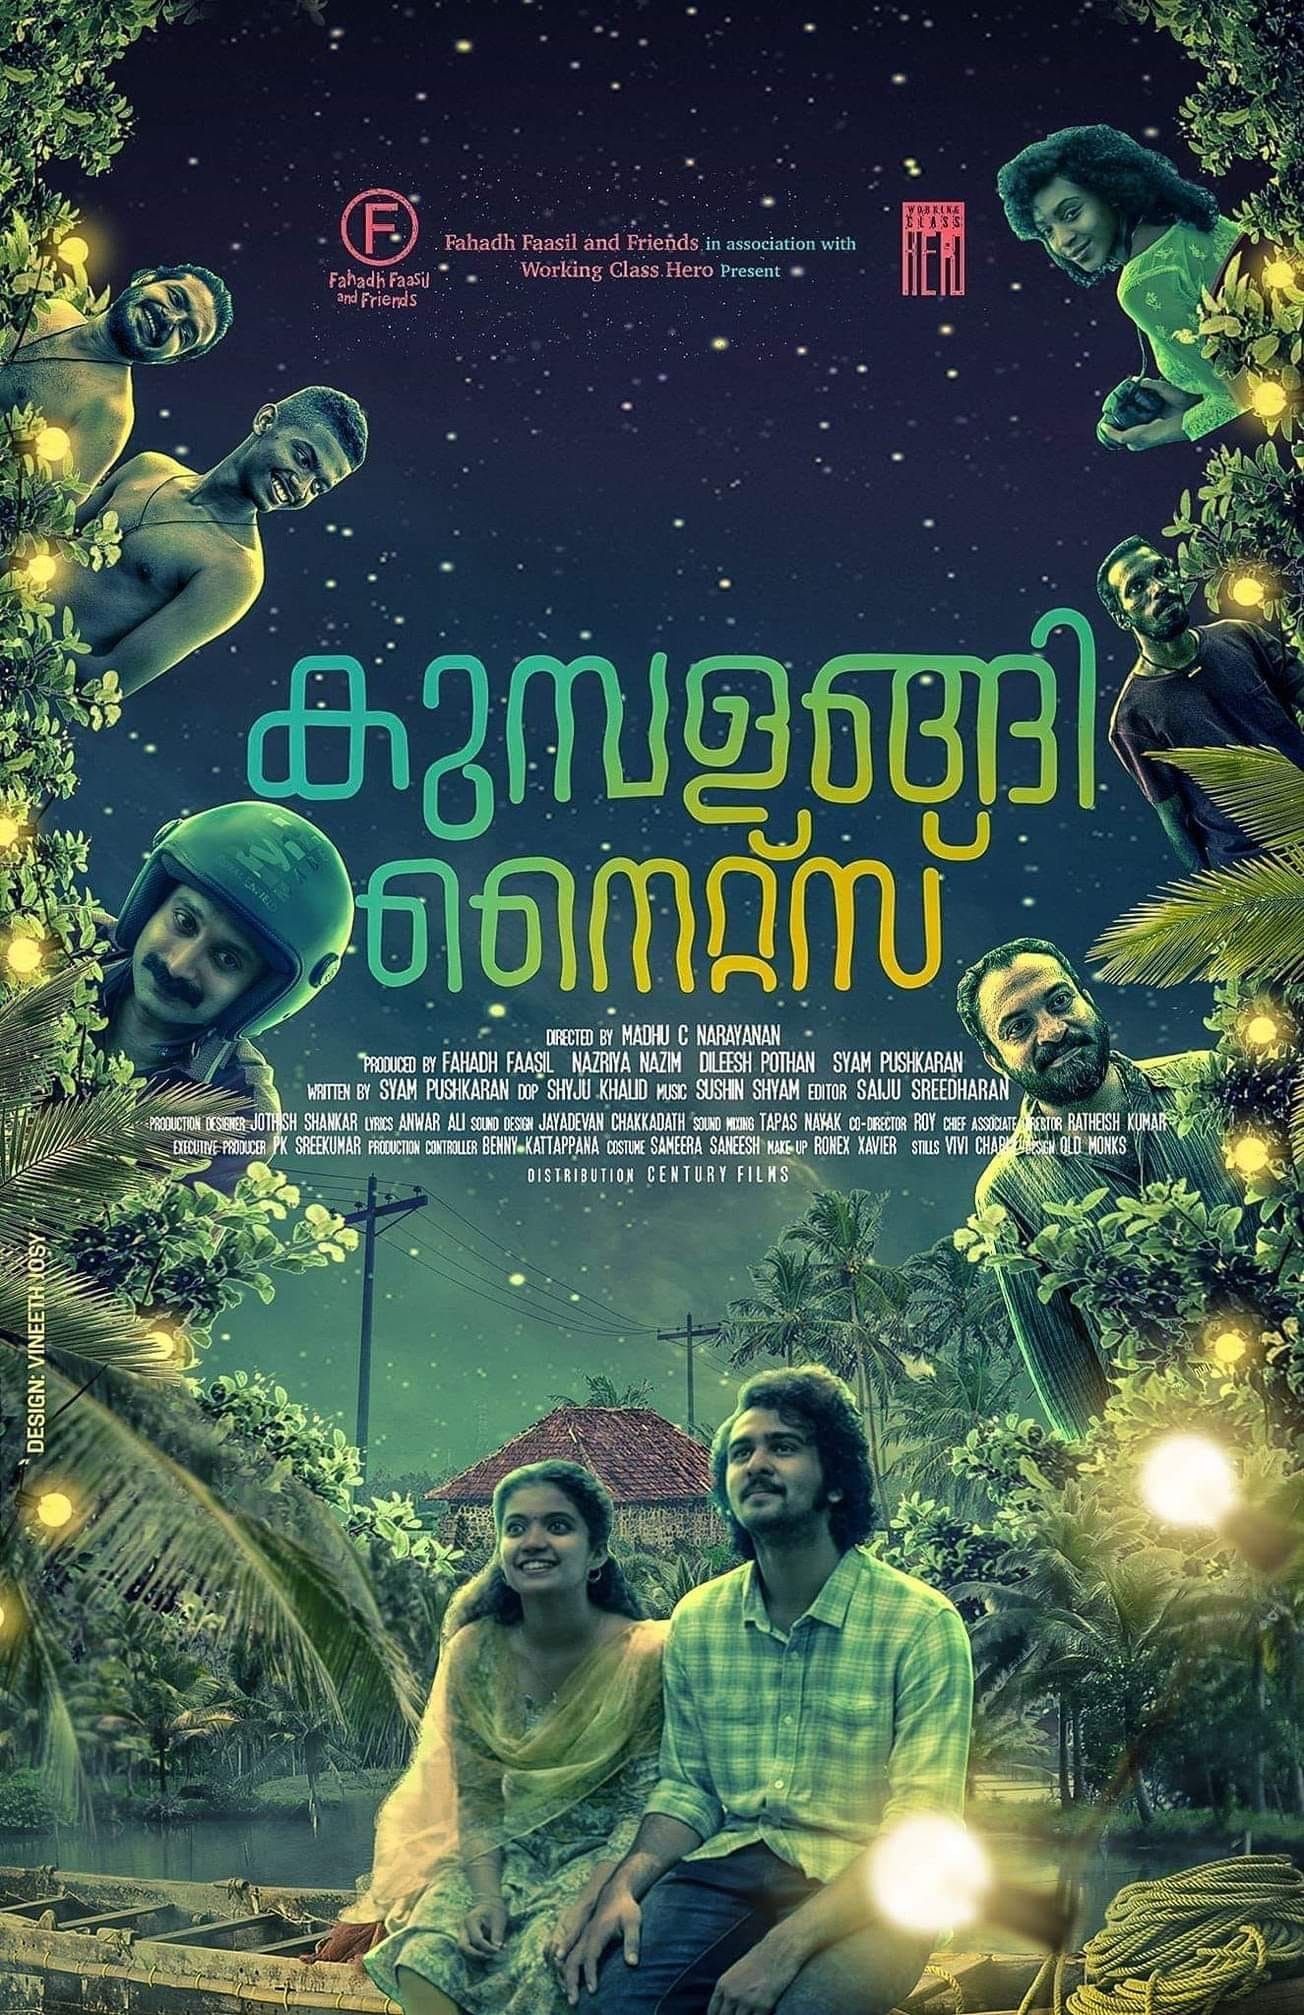 F
Fahadh Faasil
and Friends
Fahadh Faasil and Friends in association with
Working Class Hero Present
WORKING
CLASS
HERO
കുമ്പളങ്ങി
നൈറ്റ്സ്
DIRECTED BY MADHU C NARAYANAN
PRODUCED BY FAHADH FAASIL NAZRIYA NAZIM DILEESH POTHAN SYAM PUSHKARAN
WRITTEN BY SYAM PUSHKARAN DOP SHYJU KHALID MUSIC SUSHIN SHYAM EDITOR SAIJU SREEDHARAN
PRODUCTION DESIGNER JOTHISH SHANKAR LYRICS ANWAR ALI SOUND DESIGN JAYADEVAN CHAKKADATH SOUND MIXING TAPAS NAYAK CO-DIRECTOR ROY CHIEF ASSOCIATE DIRECTOR RATHEISH KUMAR
EXECUTIVE PRODUCER PK SREEKUMAR PRODUCTION CONTROLLER BENNY KATTAPPANA COSTUME SAMEERA SANEESH MAKE UP RONEX XAVIER STILLS VIVI DESIGN OLD MONKS
DISTRIBUTION CENTURY FILMS
DESIGN: VINEETH JOSY